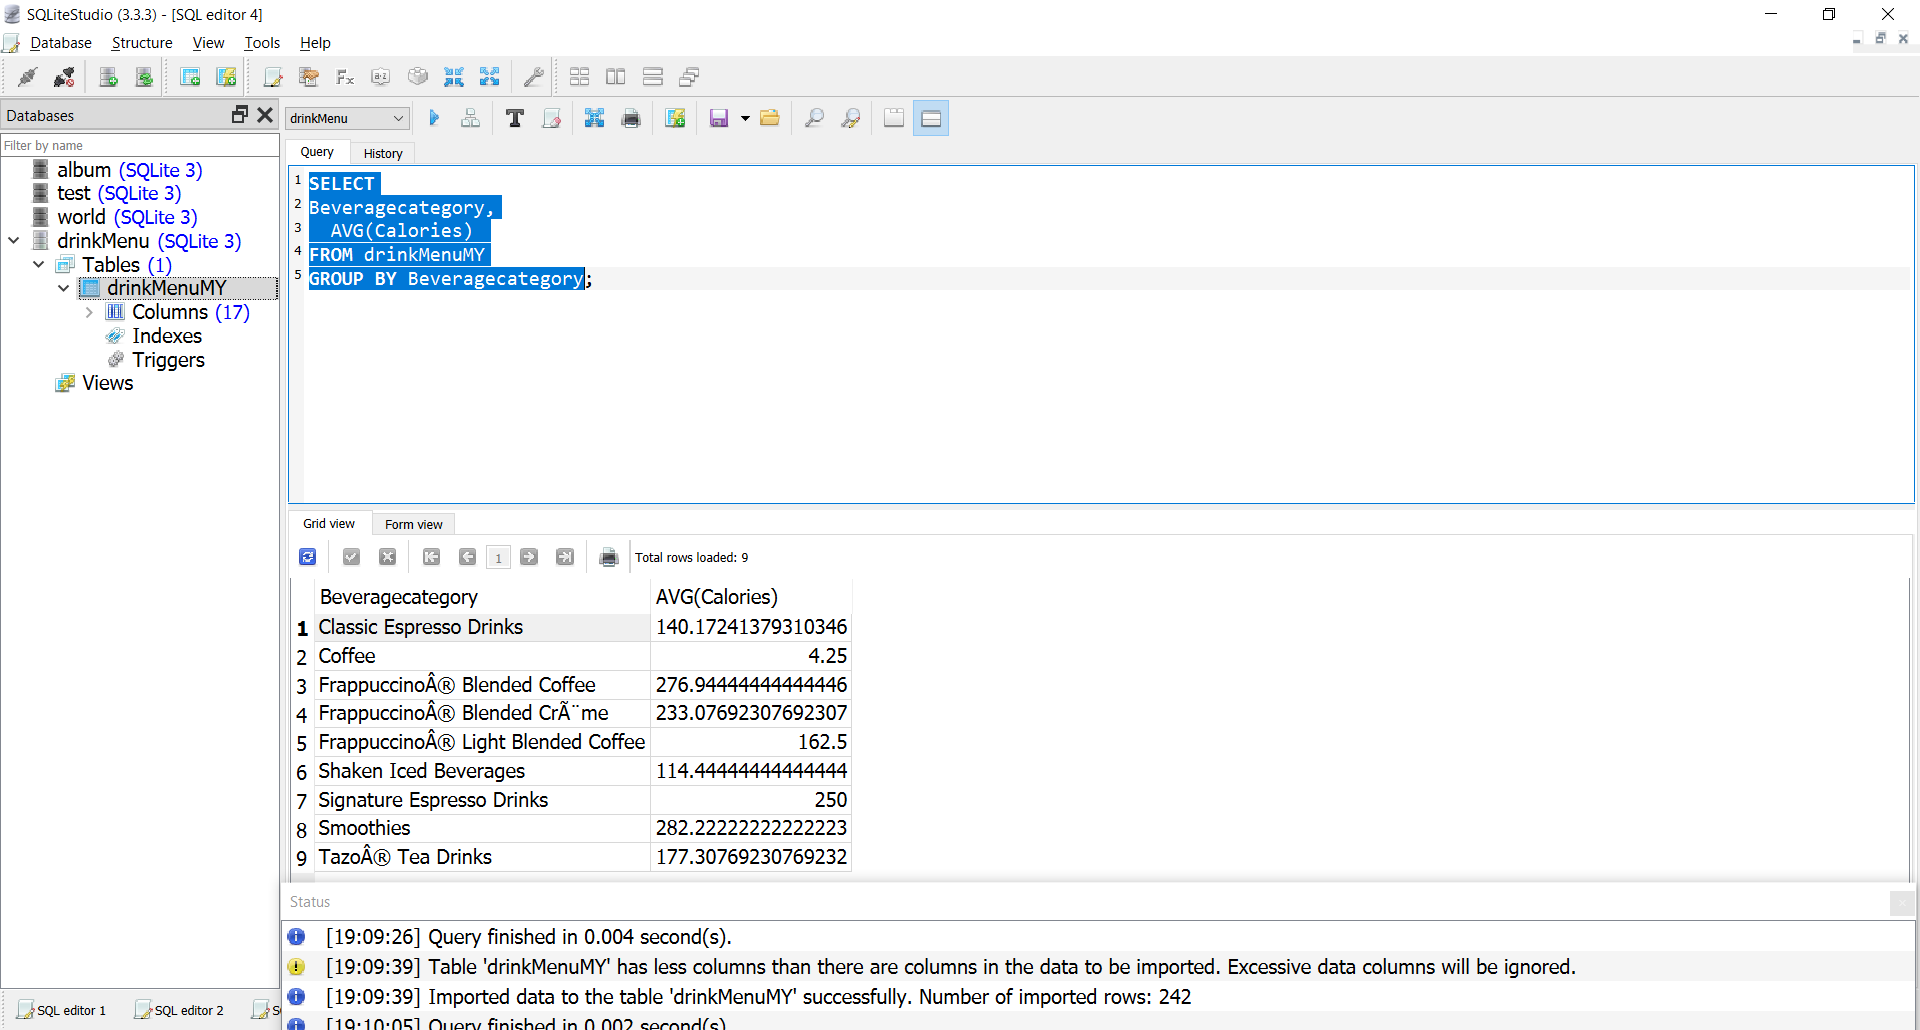 SQLiteStudio (3.3.3) - [SQL editor 4]
Database Structure View Tools Help
Databases
Filter by name
album (SQLite 3)
test (SQLite 3)
world (SQLite 3)
drinkMenu (SQLite 3)
Tables (1)
drinkMenuMY
Columns (17)
Indexes
Triggers
Views
drinkMenu
Query History
1 SELECT
2 Beveragecategory,
3 AVG(Calories)
4 FROM drinkMenuMY
5 GROUP BY Beveragecategory;
Grid view Form view
1 Total rows loaded: 9
Beveragecategory AVG(Calories)
1 Classic Espresso Drinks 140.17241379310346
2 Coffee 4.25
3 FrappuccinoÂ® Blended Coffee 276.94444444444446
4 FrappuccinoÂ® Blended CrÃ¨me 233.07692307692307
5 FrappuccinoÂ® Light Blended Coffee 162.5
6 Shaken Iced Beverages 114.44444444444444
7 Signature Espresso Drinks 250
8 Smoothies 282.22222222222223
9 TazoÂ® Tea Drinks 177.30769230769232
Status
[19:09:26] Query finished in 0.004 second(s).
[19:09:39] Table 'drinkMenuMY' has less columns than there are columns in the data to be imported. Excessive data columns will be ignored.
[19:09:39] Imported data to the table 'drinkMenuMY' successfully. Number of imported rows: 242
[19:10:05] Query finished in 0.002 second(s)
SQL editor 1 SQL editor 2 S